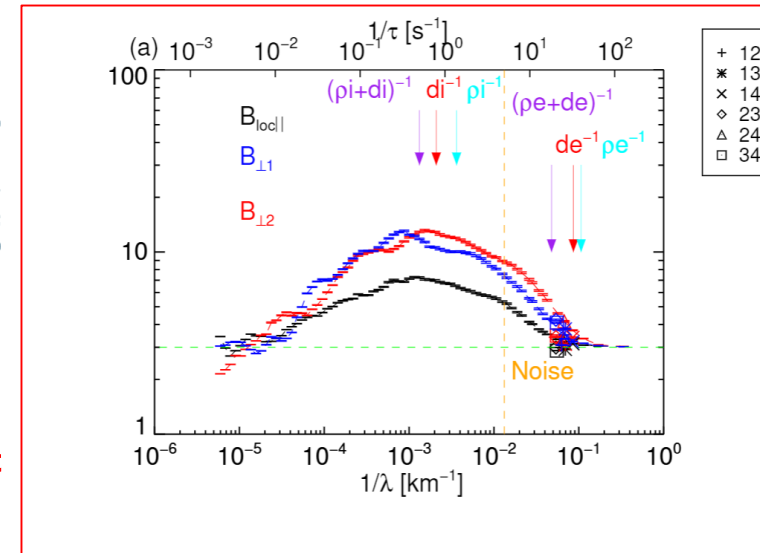 1/τ [s⁻¹]
(a) 10⁻³ 10⁻² 10⁻¹ 10⁰ 10¹ 10²
100
(ρi+di)⁻¹ di⁻¹ ρi⁻¹ (ρe+de)⁻¹
de⁻¹ ρe⁻¹
B_loc||
B_⊥1
B_⊥2
10
Noise
1
10⁻⁶ 10⁻⁵ 10⁻⁴ 10⁻³ 10⁻² 10⁻¹ 10⁰
1/λ [km⁻¹]
12
13
14
23
24
34